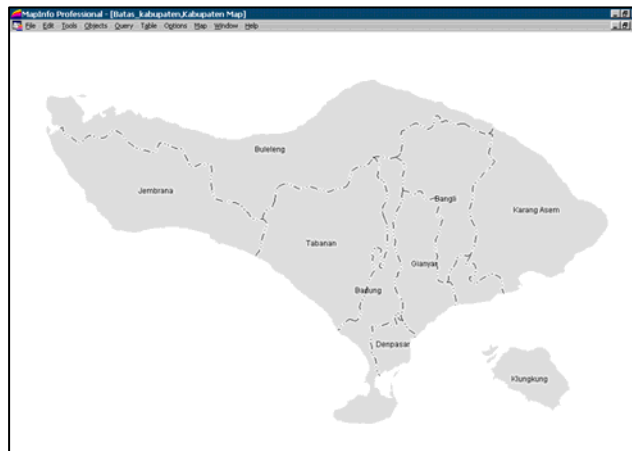 MapInfo Professional - [Batas_kabupaten,Kabupaten Map]
File Edit Tools Objects Query Table Options Map Window Help
Buleleng
Jembrana
Bangli
Karang Asem
Tabanan
Gianyar
Badung
Denpasar
Klungkung